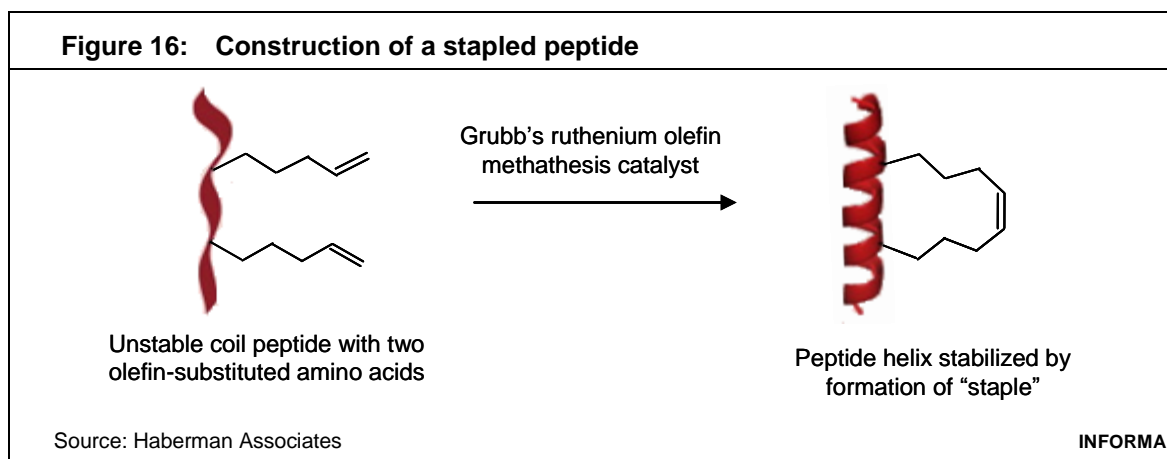 Figure 16: Construction of a stapled peptide
Grubb's ruthenium olefin
methathesis catalyst
Unstable coil peptide with two
olefin-substituted amino acids
Peptide helix stabilized by
formation of “staple”
Source: Haberman Associates
INFORMA